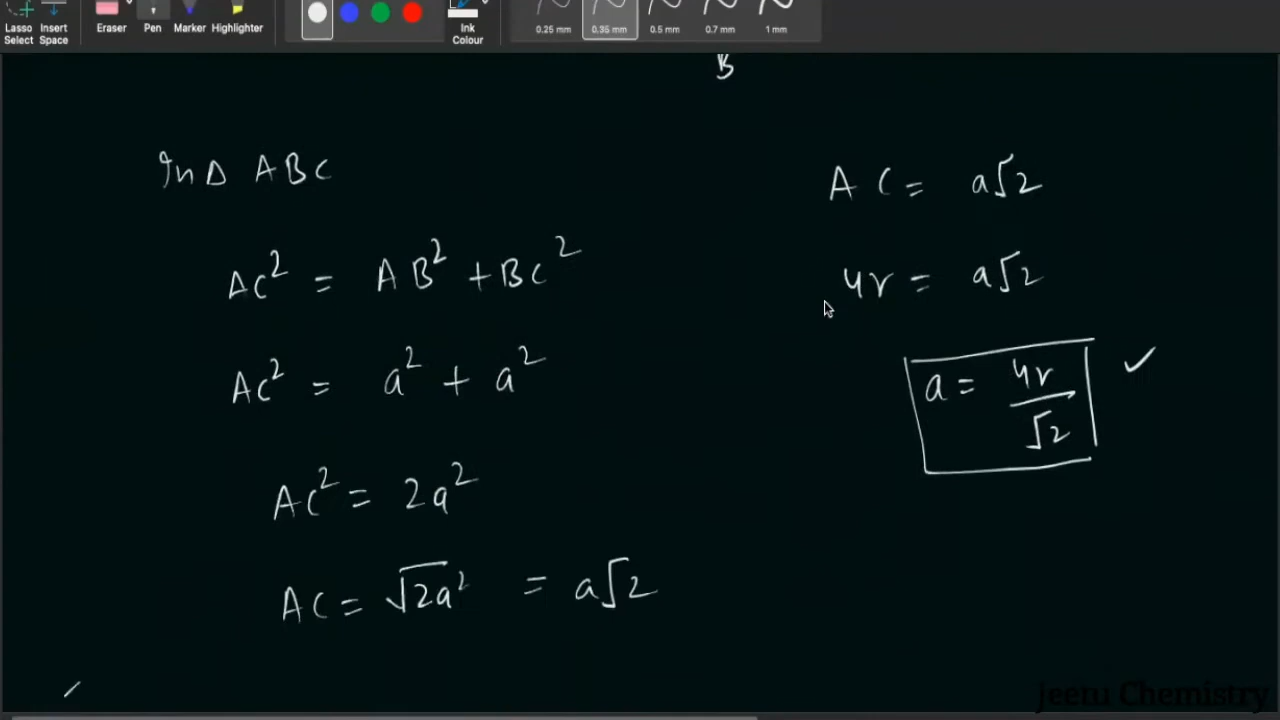 Lasso Select
Insert Space
Eraser
Pen
Marker
Highlighter
Ink Colour
0.25 mm
0.35 mm
0.5 mm
0.7 mm
1 mm
B
In Δ ABC
AC² = AB² + BC²
AC² = a² + a²
AC² = 2a²
AC = √2a² = a√2
AC = a√2
4r = a√2
a = 4r/√2 ✓
Jeetu Chemistry